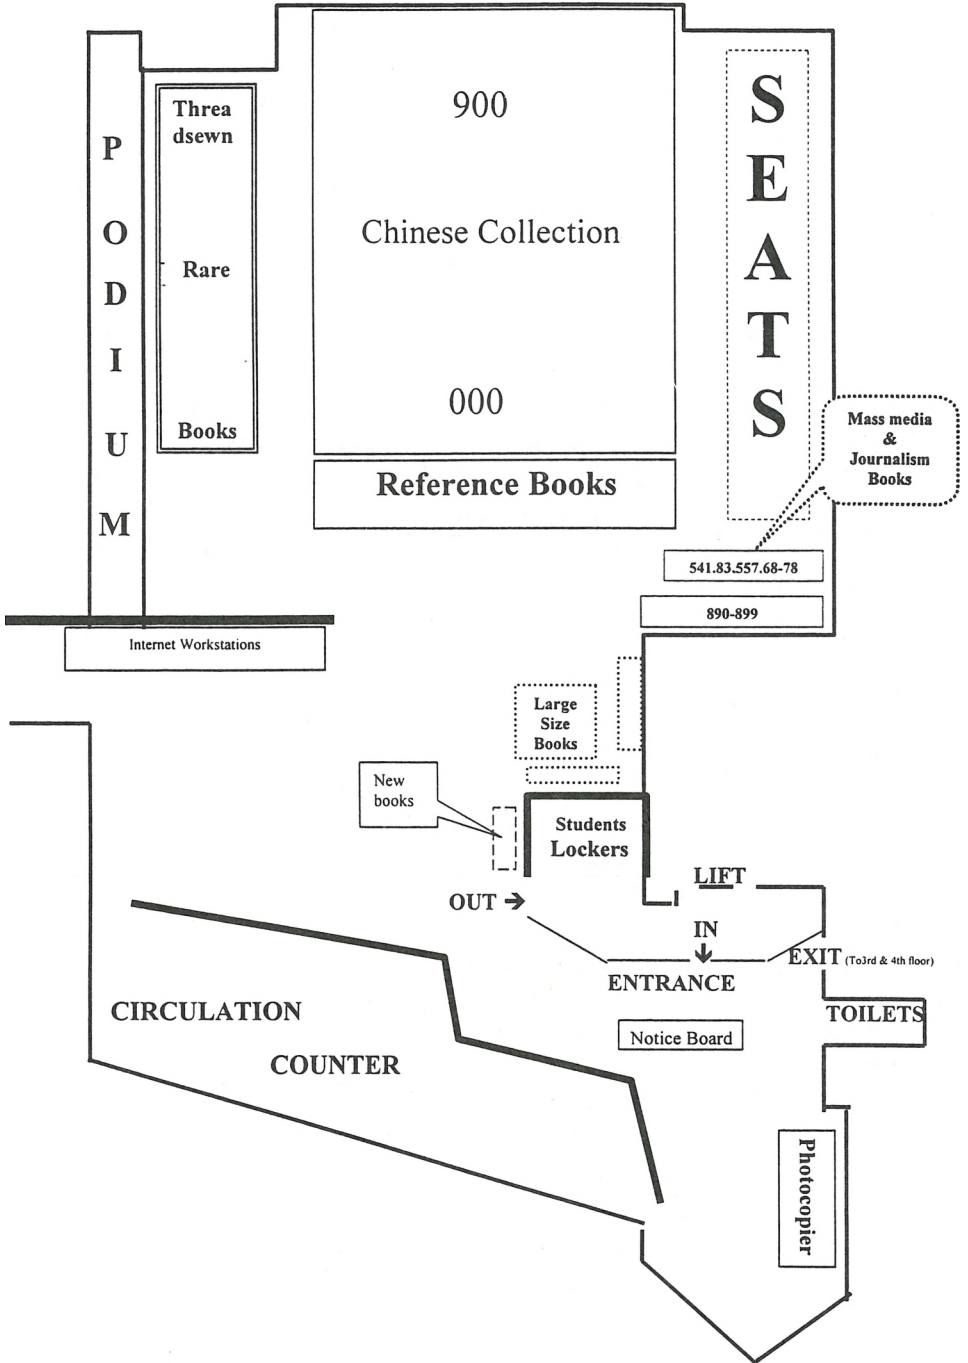 P
O
D
I
U
M
Threa
dsewn
Rare
Books
900
Chinese Collection
000
Reference Books
S
E
A
T
S
Mass media
&
Journalism
Books
541.83.557.68-78
890-899
Internet Workstations
Large
Size
Books
New
books
Students
Lockers
LIFT
OUT →
IN
↓
EXIT (To3rd & 4th floor)
ENTRANCE
TOILETS
Notice Board
CIRCULATION
COUNTER
Photocopier